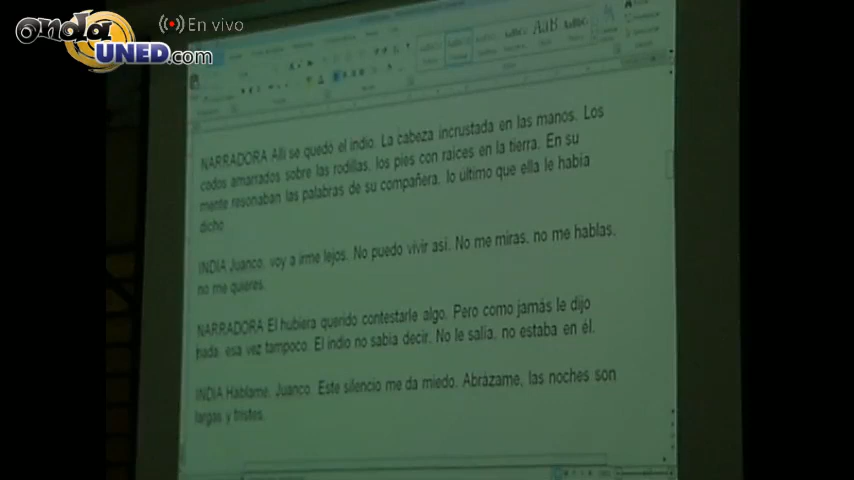 onda
UNED.com
En vivo
NARRADORA Allí se quedó el indio. La cabeza incrustada en las manos. Los
codos amarrados sobre las rodillas, los pies con raíces en la tierra. En su
mente resonaban las palabras de su compañera, lo último que ella le había
dicho
INDIA Juanco, voy a irme lejos. No puedo vivir así. No me miras, no me hablas,
no me quieres.
NARRADORA El hubiera querido contestarle algo. Pero como jamás le dijo
nada, esa vez tampoco. El indio no sabía decir. No le salía, no estaba en él.
INDIA Háblame, Juanco. Este silencio me da miedo. Abrázame, las noches son
largas y tristes.